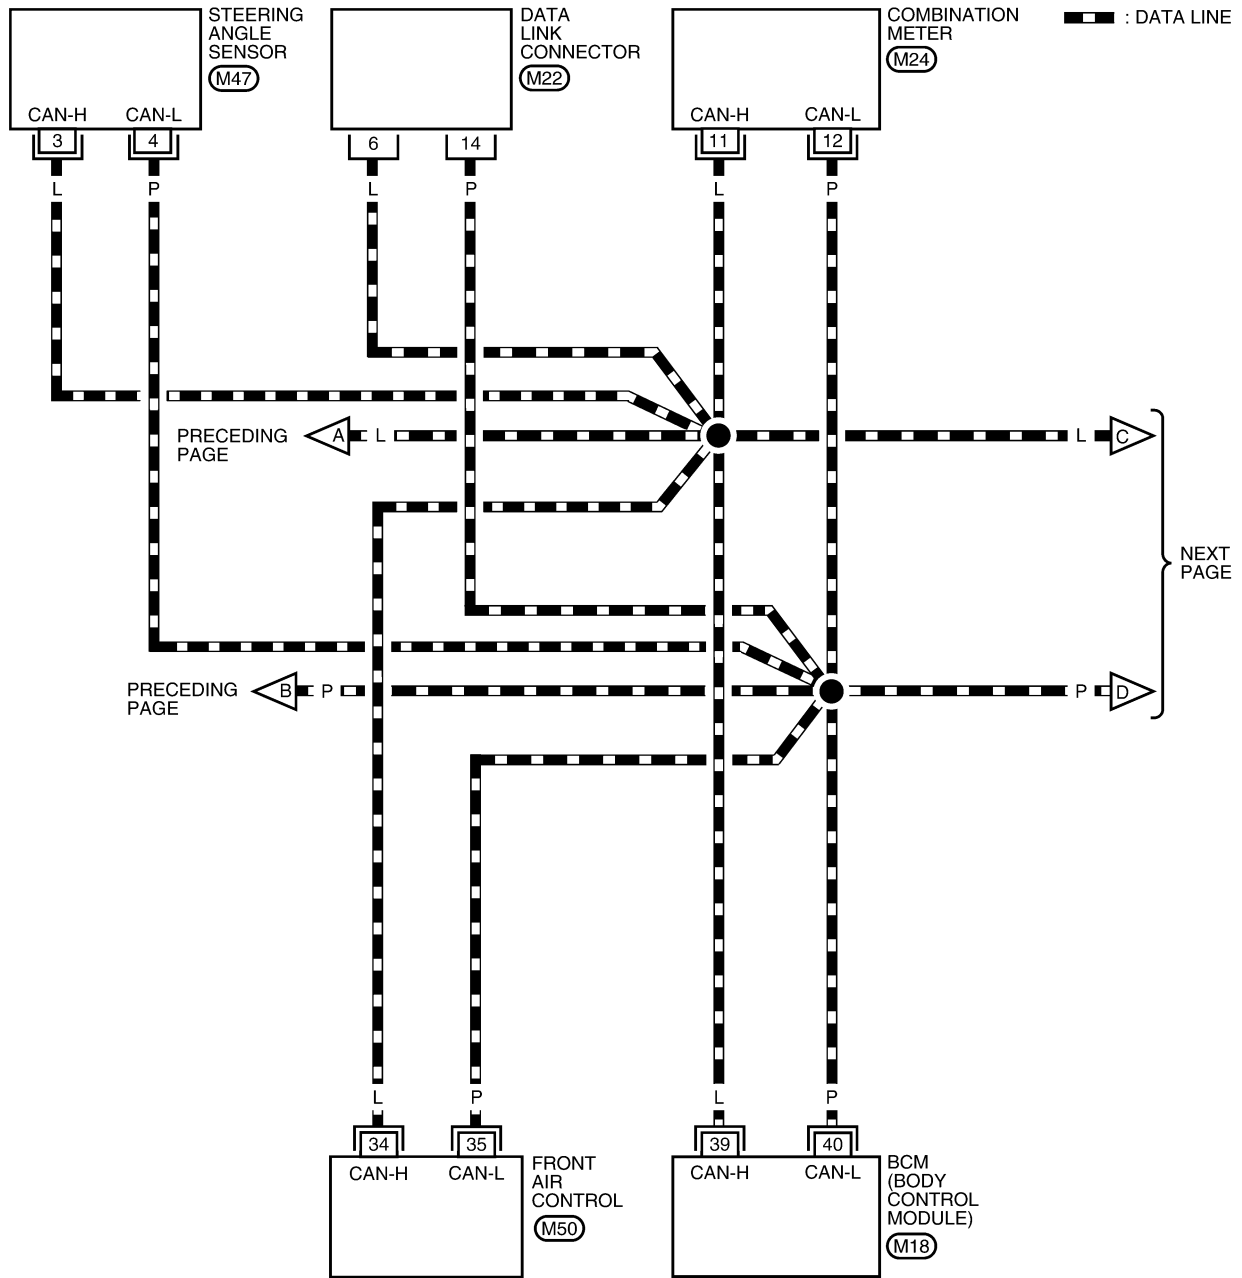 STEERING
ANGLE
SENSOR
M47
DATA
LINK
CONNECTOR
M22
COMBINATION
METER
M24
: DATA LINE
CAN-H
CAN-L
CAN-H
CAN-L
3
4
6
14
11
12
L
P
L
P
L
P
PRECEDING
PAGE
A
L
L
C
NEXT
PAGE
PRECEDING
PAGE
B
P
P
D
L
P
L
P
34
35
39
40
CAN-H
CAN-L
CAN-H
CAN-L
FRONT
AIR
CONTROL
M50
BCM
(BODY
CONTROL
MODULE)
M18